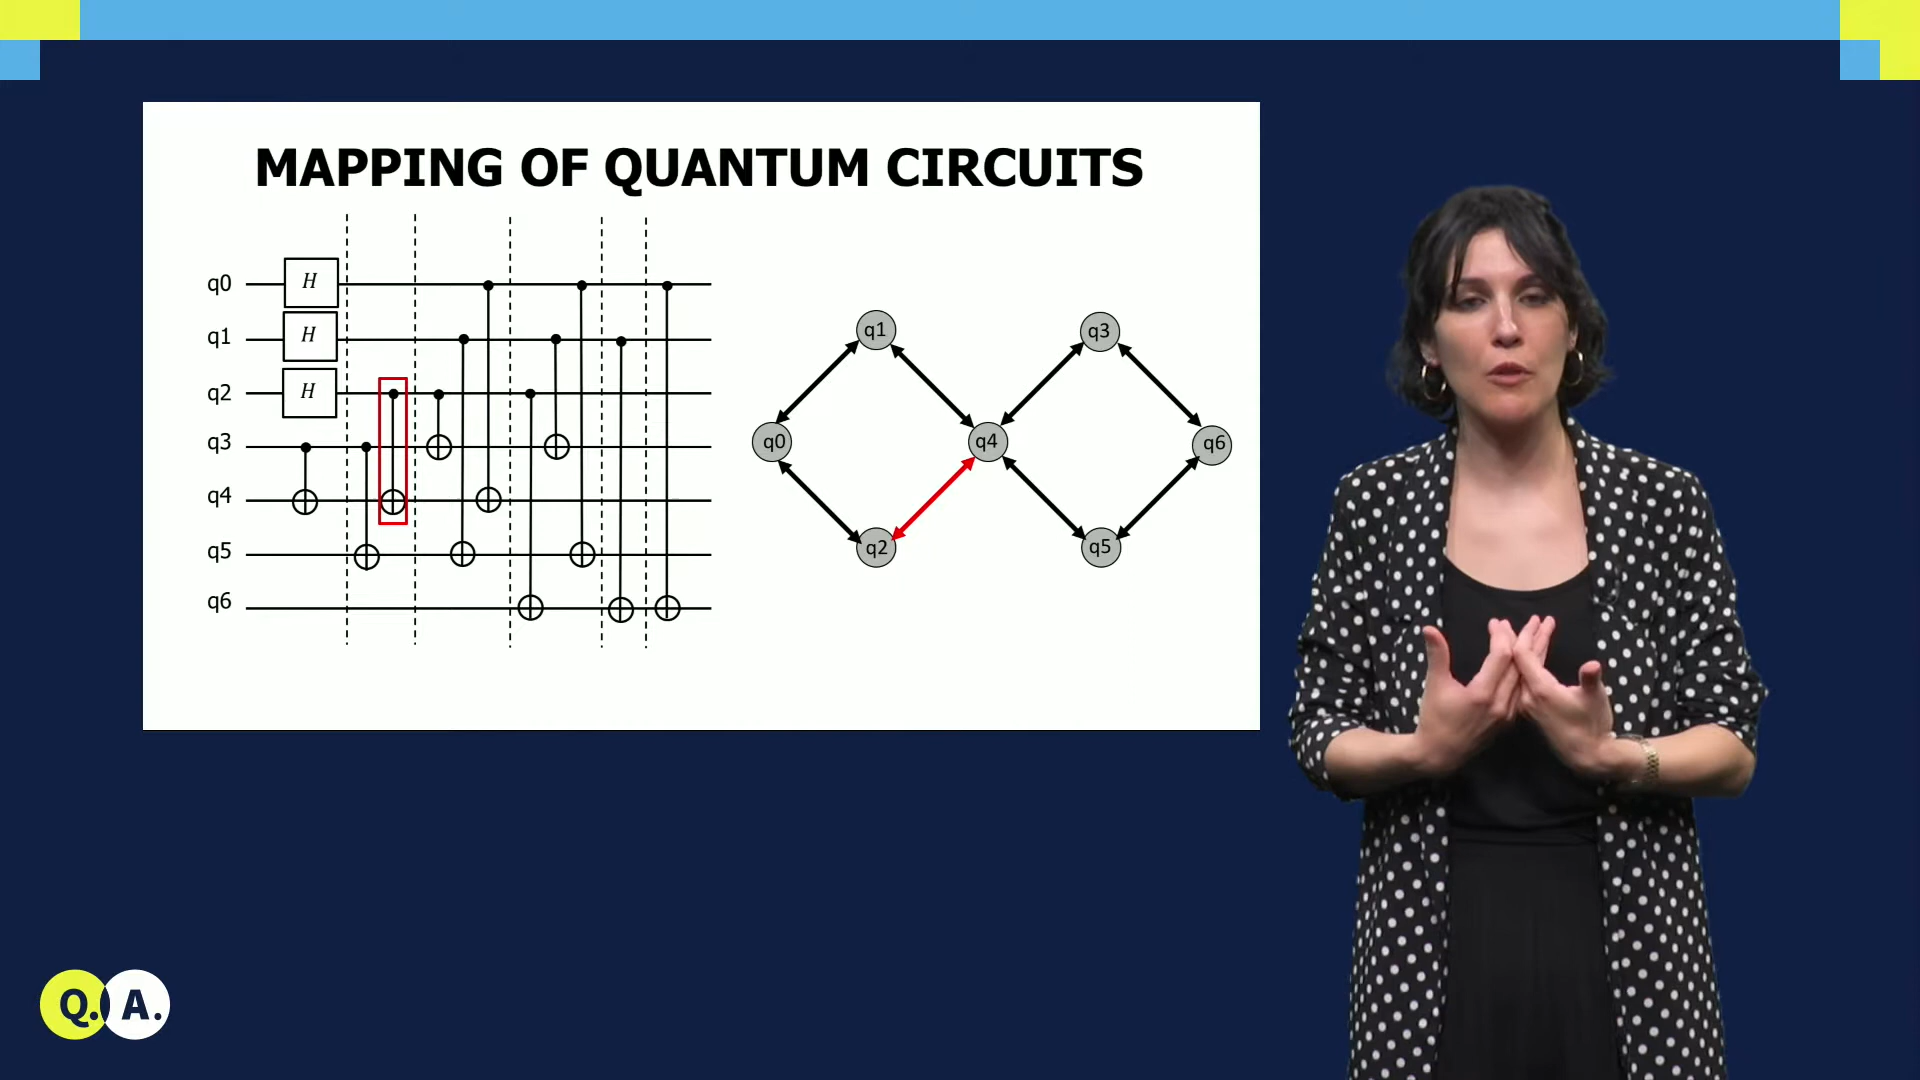 MAPPING OF QUANTUM CIRCUITS
q0 H
q1 H
q2 H
q3
q4
q5
q6
q1 q3
q0 q4 q6
q2 q5
Q. A.